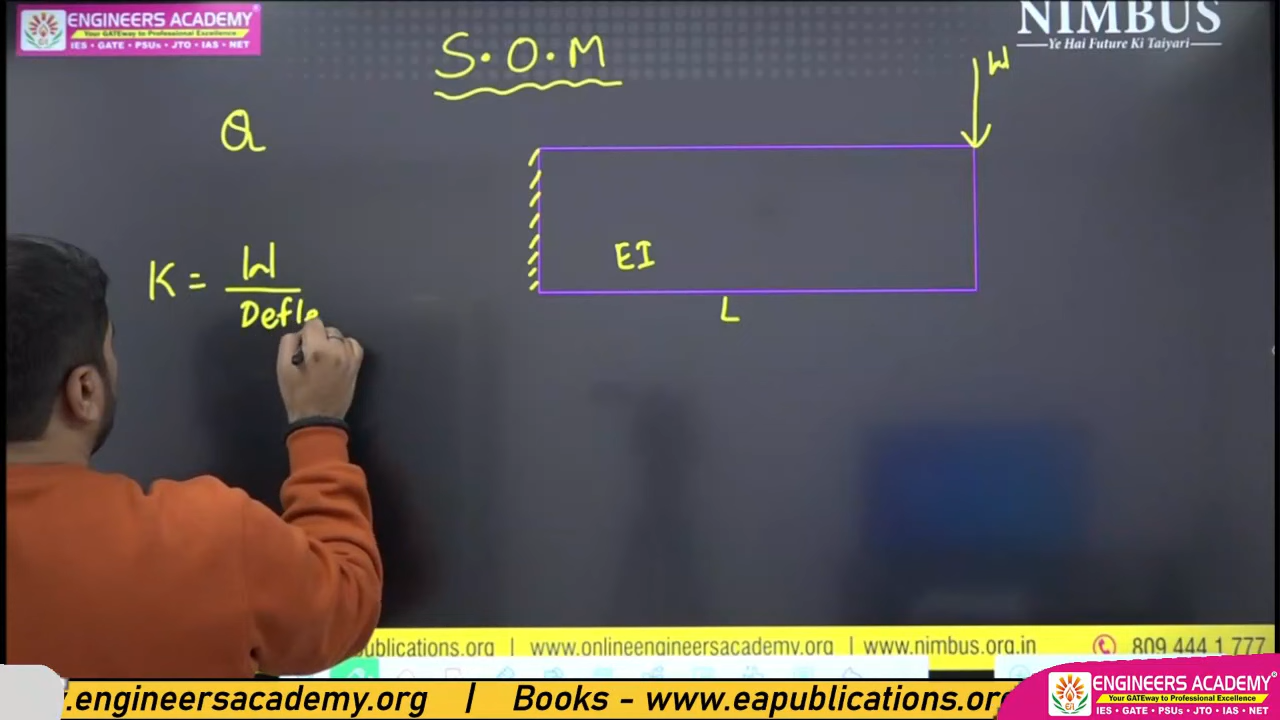 ENGINEERS ACADEMY
Your GATEway to Professional Excellence
IES • GATE • PSUs • JTO • IAS • NET
NIMBUS
Ye Hai Future Ki Taiyari
S.O.M
W
Q
EI
K = W
Defle
L
publications.org | www.onlineengineersacademy.org | www.nimbus.org.in 809 444 1 777
.engineersacademy.org | Books - www.eapublications.org
ENGINEERS ACADEMY
Your GATEway to Professional Excellence
IES • GATE • PSUs • JTO • IAS • NET